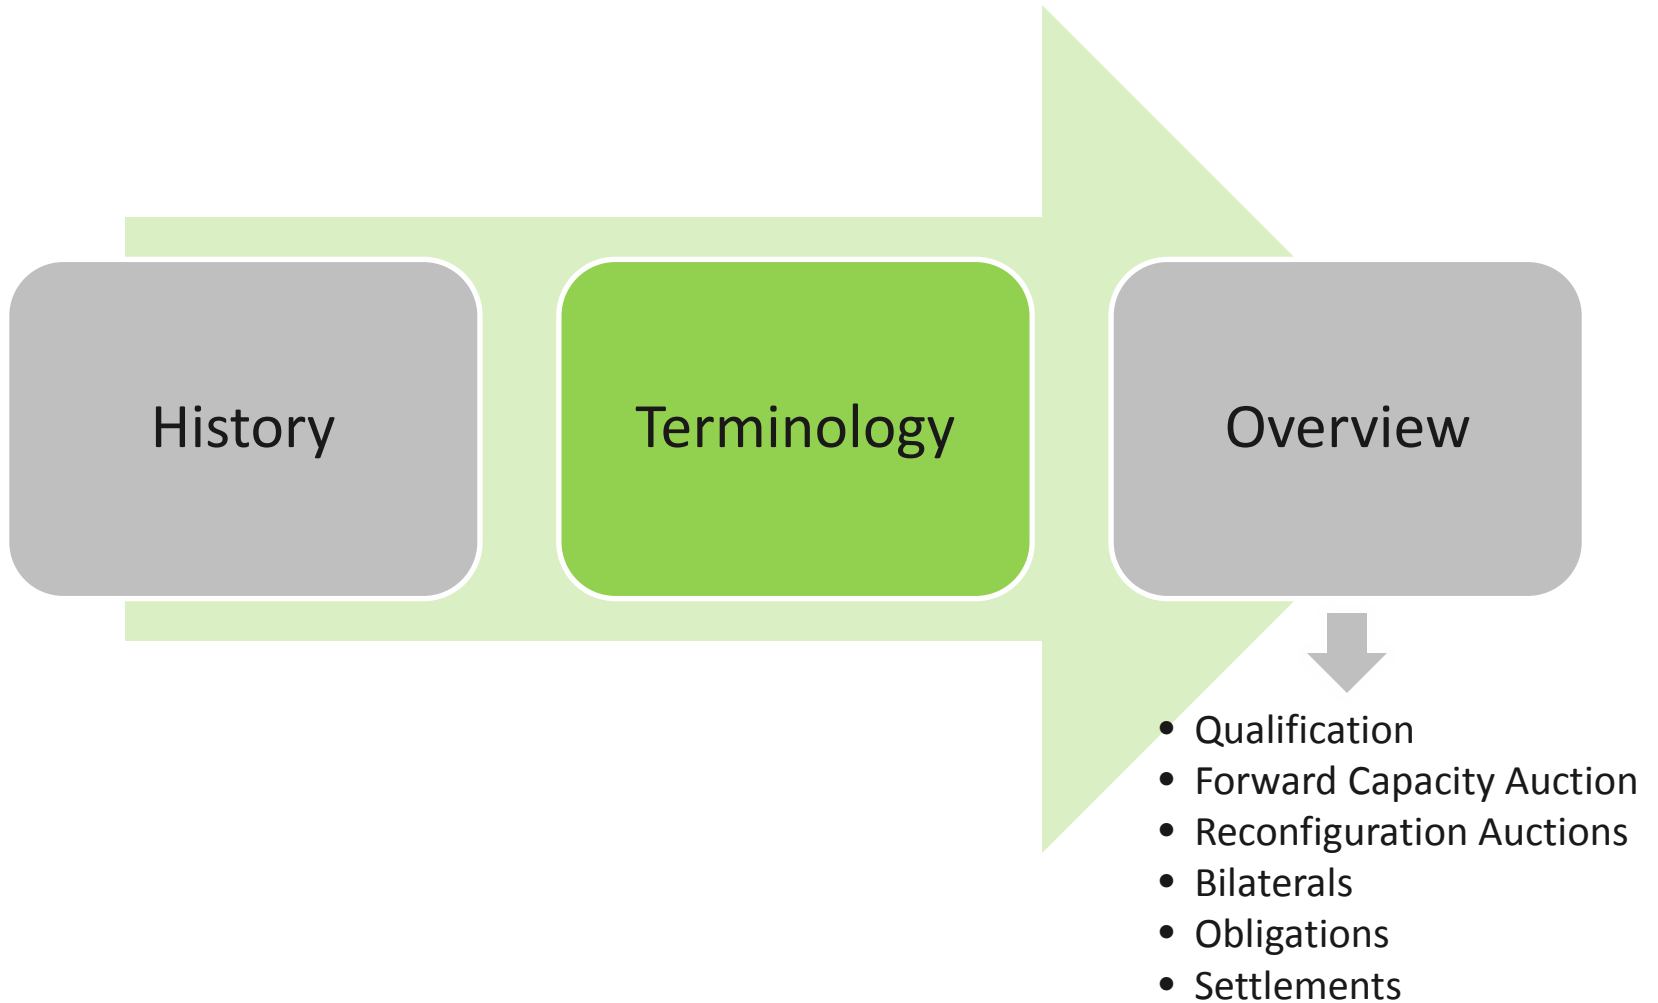 History
Terminology
Overview
• Qualification
• Forward Capacity Auction
• Reconfiguration Auctions
• Bilaterals
• Obligations
• Settlements